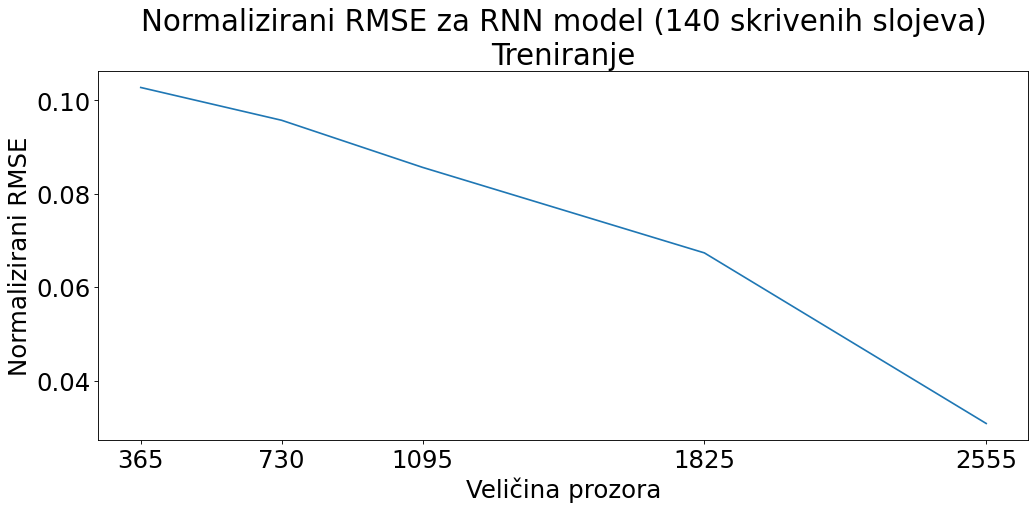 Normalizirani RMSE za RNN model (140 skrivenih slojeva)
Treniranje
Normalizirani RMSE
0.10
0.08
0.06
0.04
365
730
1095
1825
2555
Veličina prozora